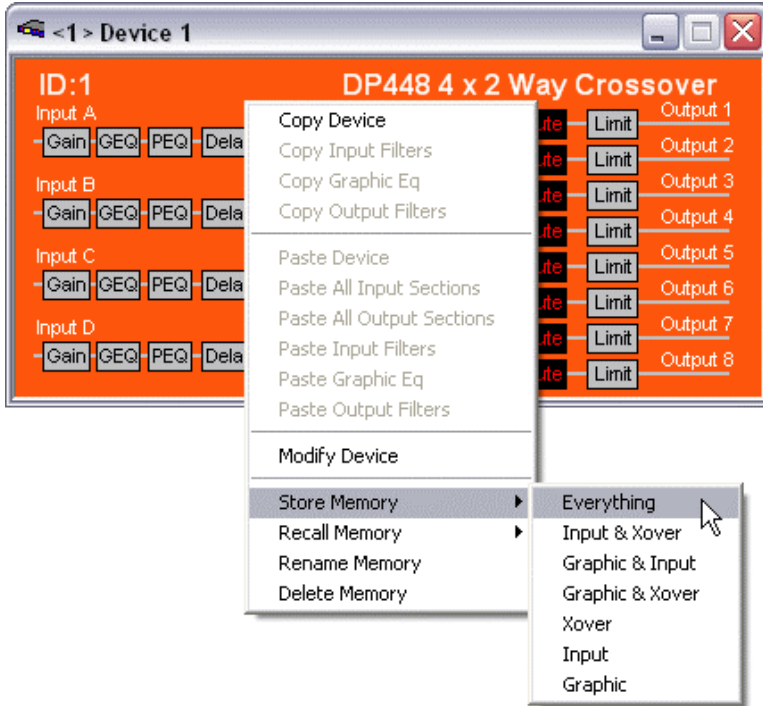 <1> Device 1
ID:1 DP448 4 x 2 Way Crossover
Input A
Gain GEQ PEQ
Input B
Gain GEQ PEQ
Input C
Gain GEQ PEQ
Input D
Gain GEQ PEQ
Limit Output 1
Limit Output 2
Limit Output 3
Limit Output 4
Limit Output 5
Limit Output 6
Limit Output 7
Limit Output 8
Copy Device
Copy Input Filters
Copy Graphic Eq
Copy Output Filters
Paste Device
Paste All Input Sections
Paste All Output Sections
Paste Input Filters
Paste Graphic Eq
Paste Output Filters
Modify Device
Store Memory
Recall Memory
Rename Memory
Delete Memory
Everything
Input & Xover
Graphic & Input
Graphic & Xover
Xover
Input
Graphic